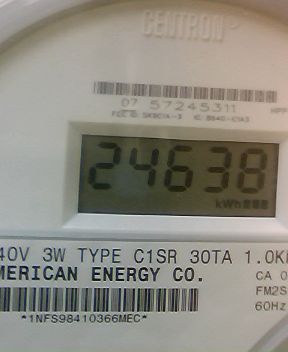 CENTRON
07 57245311
24638
kWh
40V 3W TYPE C1SR 30TA 1.0K
MERICAN ENERGY CO.
CA 0
FM2S
60Hz
*1NFS98410366MEC*